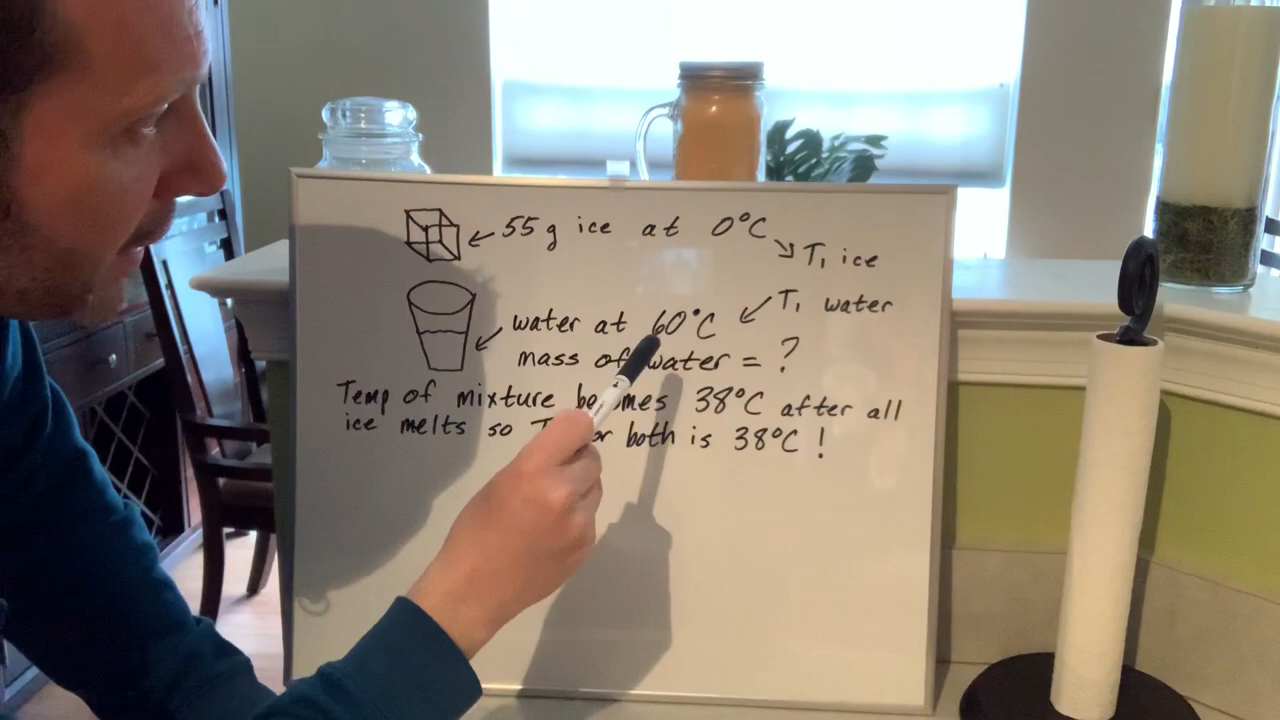 55g ice at 0°C
T₁ ice
T₁ water
water at 60°C
mass of water = ?
Temp of mixture becomes 38°C after all
ice melts so both is 38°C!